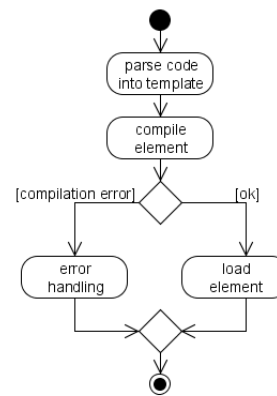 parse code
into template
compile
element
[compilation error]
[ok]
error
handling
load
element